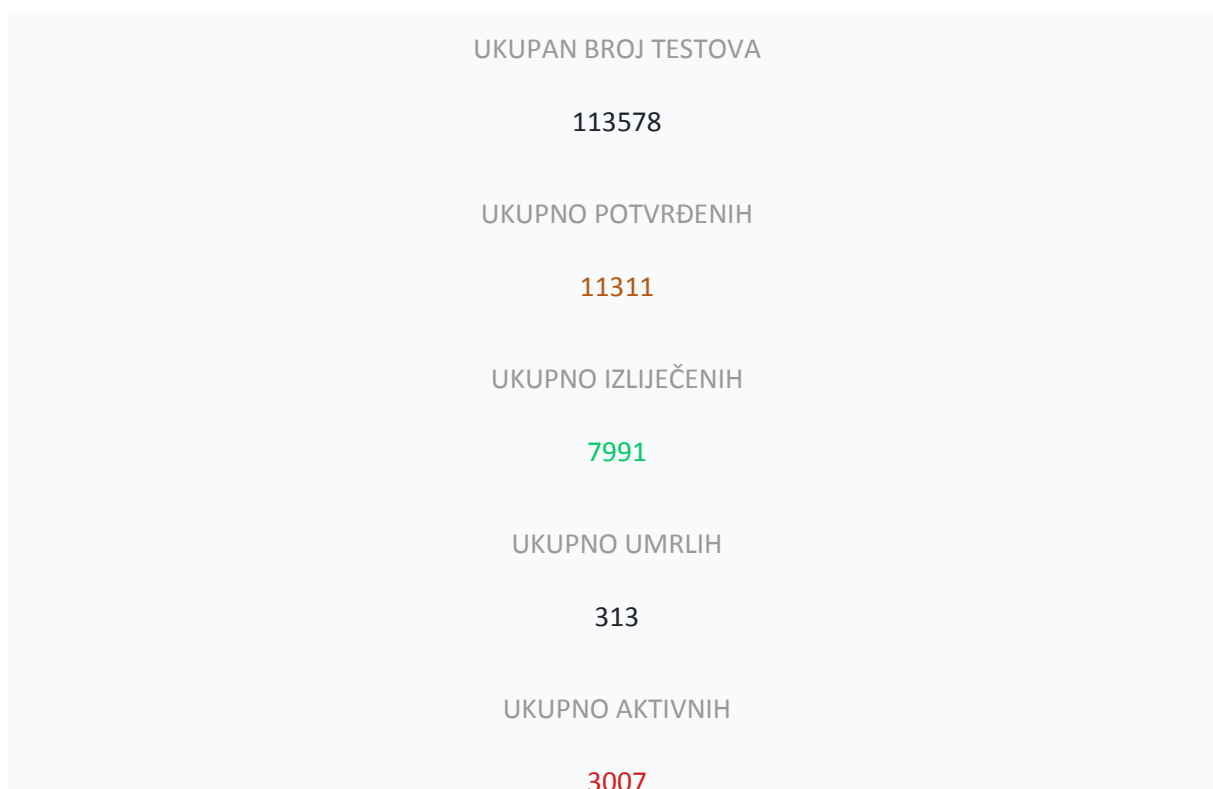 UKUPAN BROJ TESTOVA
113578
UKUPNO POTVRĐENIH
11311
UKUPNO IZLIJEČENIH
7991
UKUPNO UMRLIH
313
UKUPNO AKTIVNIH
3007